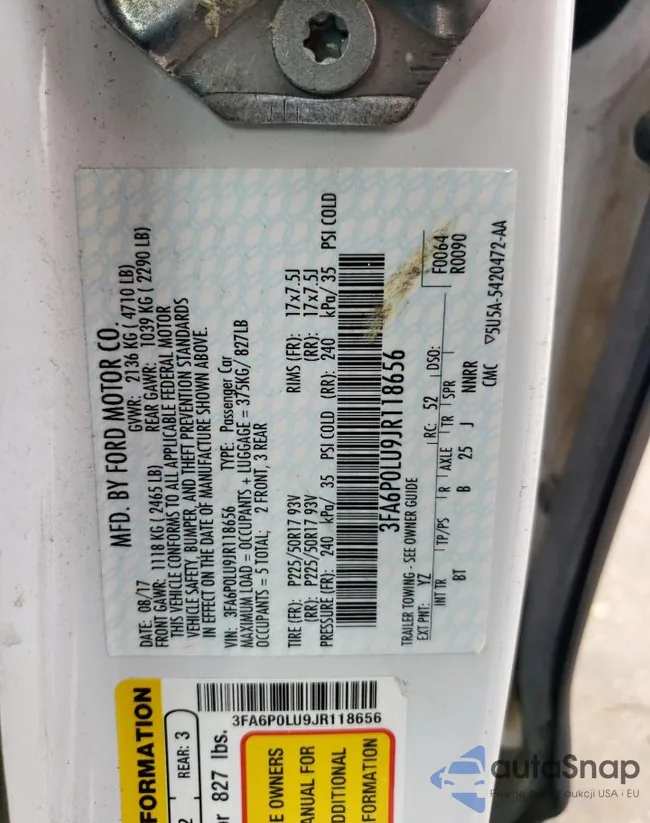 MFD. BY FORD MOTOR CO.
DATE: 08/17 GVWR: 2136 KG ( 4710 LB)
FRONT GAWR: 1118 KG ( 2465 LB) REAR GAWR: 1039 KG ( 2290 LB)
THIS VEHICLE CONFORMS TO ALL APPLICABLE FEDERAL MOTOR
VEHICLE SAFETY, BUMPER, AND THEFT PREVENTION STANDARDS
IN EFFECT ON THE DATE OF MANUFACTURE SHOWN ABOVE.
VIN: 3FA6P0LU9JR118656 TYPE: Passenger Car
MAXIMUM LOAD = OCCUPANTS + LUGGAGE = 375KG/ 827LB
OCCUPANTS = 5 TOTAL; 2 FRONT, 3 REAR
TIRE (FR): P225/50R17 93V RIMS (FR): 17x7.5J
(RR): P225/50R17 93V (RR): 17x7.5J
PRESSURE (FR): 240 kPa/ 35 PSI COLD (RR): 240 kPa/ 35 PSI COLD
3FA6P0LU9JR118656
TRAILER TOWING - SEE OWNER GUIDE F0064
EXT PNT: YZ RC: 52 DSO: R0090
INT TR TP/PS R AXLE TR SPR
BT B 25 J NNRR
CMC ▽5U5A-5420472-AA
FORMATION
REAR: 3
2
or 827 lbs.
3FA6P0LU9JR118656
E OWNERS
ANUAL FOR
DDITIONAL
FORMATION
autoSnap
aukcji USA i EU